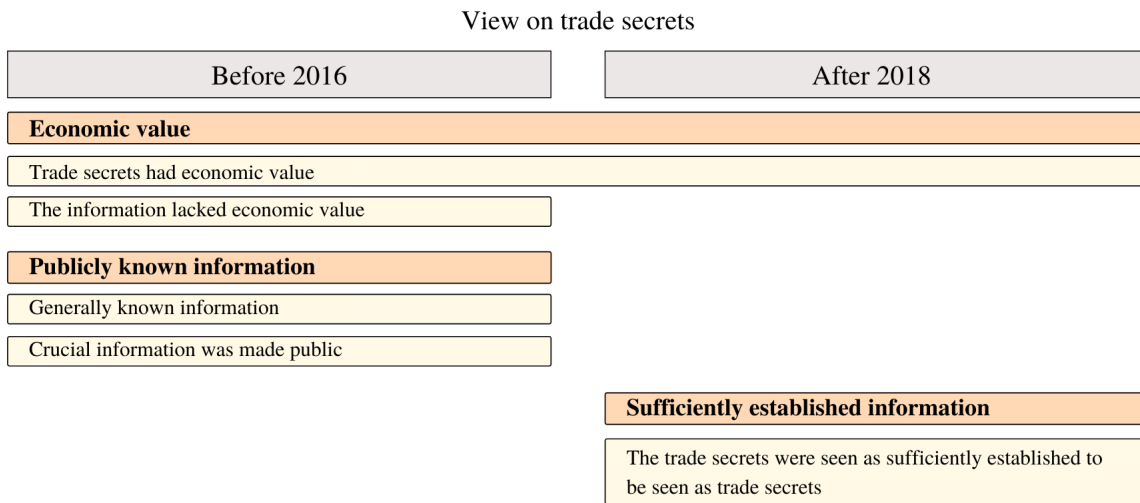 View on trade secrets
Before 2016
After 2018
Economic value
Trade secrets had economic value
The information lacked economic value
Publicly known information
Generally known information
Crucial information was made public
Sufficiently established information
The trade secrets were seen as sufficiently established to
be seen as trade secrets